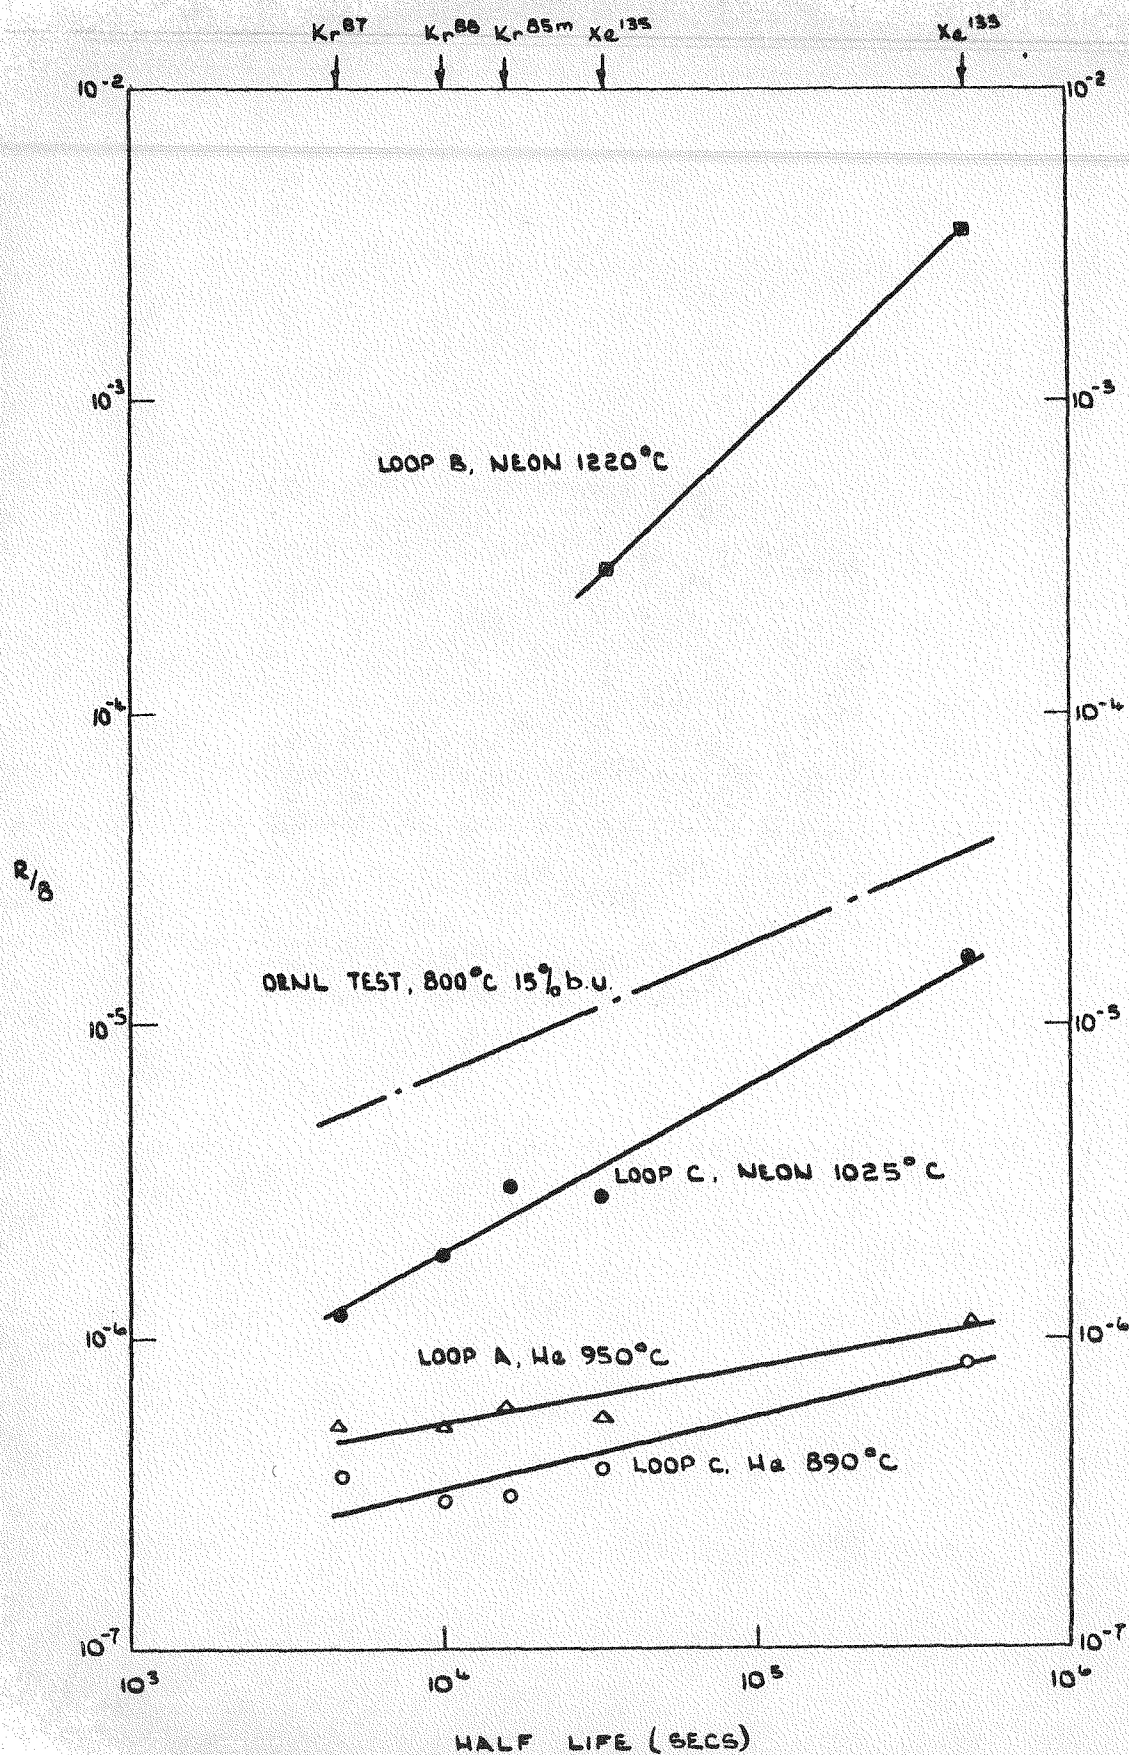 Kr⁸⁷ Kr⁸⁸ Kr⁸⁵ᵐ Xe¹³⁵ Xe¹³³
10⁻² 10⁻²
10⁻³ 10⁻³
LOOP B, NEON 1220°C
10⁻⁴ 10⁻⁴
R/B
ORNL TEST, 800°C 15% b.u.
10⁻⁵ 10⁻⁵
LOOP C, NEON 1025°C
10⁻⁶ 10⁻⁶
LOOP A, He 950°C
LOOP C, He 890°C
10⁻⁷ 10⁻⁷
10³ 10⁴ 10⁵ 10⁶
HALF LIFE (SECS)